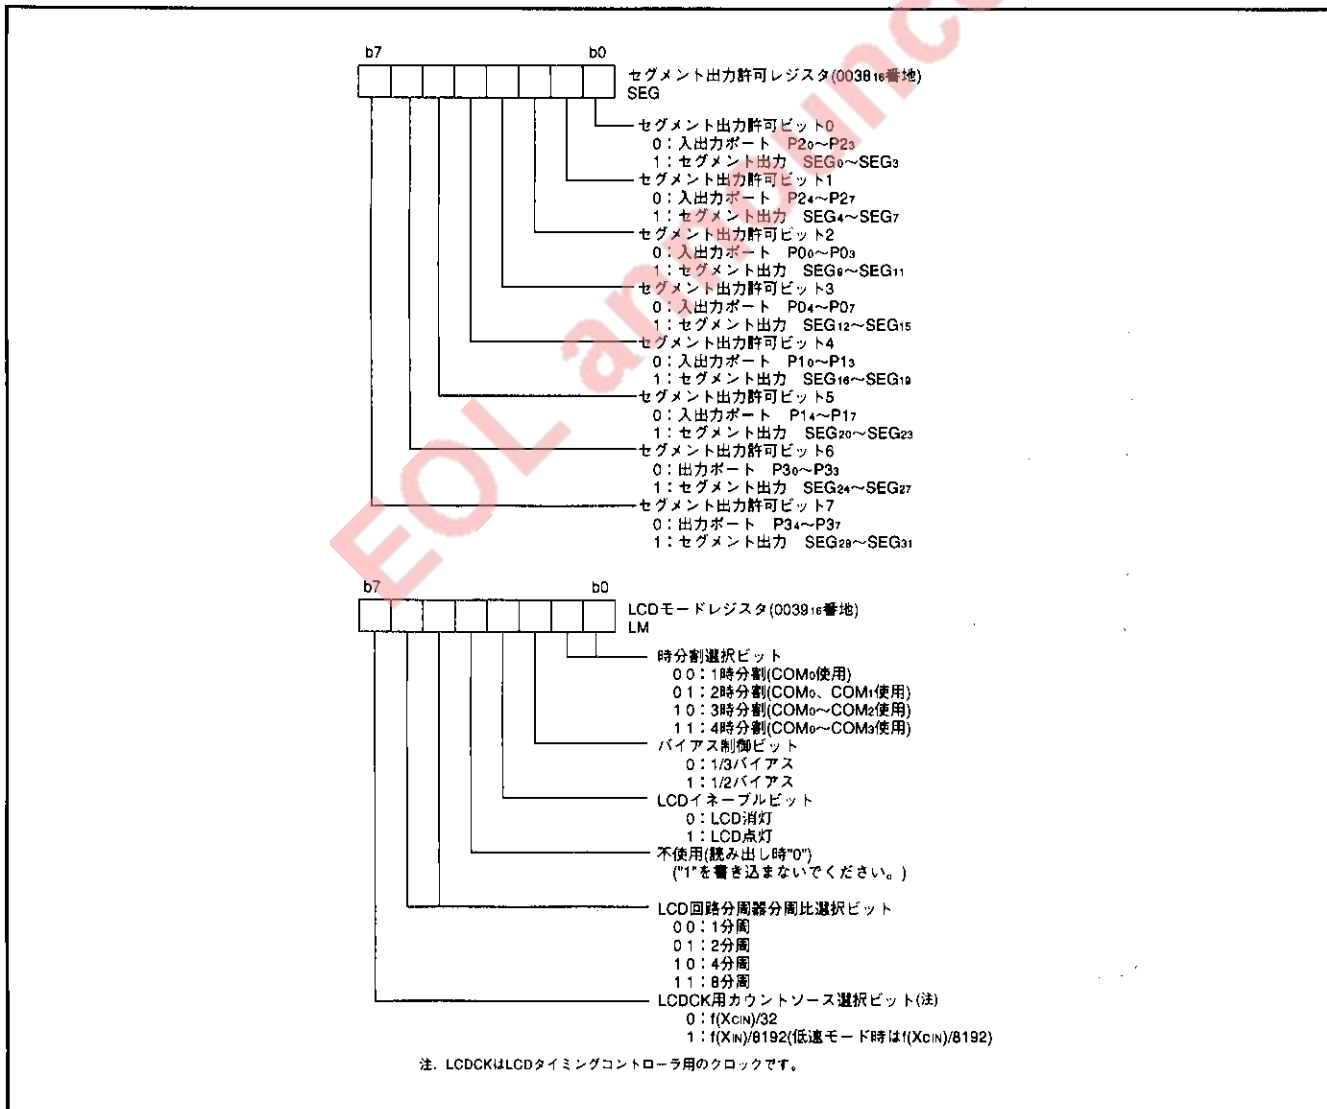 b7 b0
セグメント出力許可レジスタ(003816番地)
SEG
セグメント出力許可ビット0
0：入出力ポート P20～P23
1：セグメント出力 SEG0～SEG3
セグメント出力許可ビット1
0：入出力ポート P24～P27
1：セグメント出力 SEG4～SEG7
セグメント出力許可ビット2
0：入出力ポート P00～P03
1：セグメント出力 SEG8～SEG11
セグメント出力許可ビット3
0：入出力ポート P04～P07
1：セグメント出力 SEG12～SEG15
セグメント出力許可ビット4
0：入出力ポート P10～P13
1：セグメント出力 SEG16～SEG19
セグメント出力許可ビット5
0：入出力ポート P14～P17
1：セグメント出力 SEG20～SEG23
セグメント出力許可ビット6
0：出力ポート P30～P33
1：セグメント出力 SEG24～SEG27
セグメント出力許可ビット7
0：出力ポート P34～P37
1：セグメント出力 SEG28～SEG31
b7 b0
LCDモードレジスタ(003916番地)
LM
時分割選択ビット
00：1時分割(COM0使用)
01：2時分割(COM0、COM1使用)
10：3時分割(COM0～COM2使用)
11：4時分割(COM0～COM3使用)
バイアス制御ビット
0：1/3バイアス
1：1/2バイアス
LCDイネーブルビット
0：LCD消灯
1：LCD点灯
不使用(読み出し時"0")
("1"を書き込まないでください。)
LCD回路分周器分周比選択ビット
00：1分周
01：2分周
10：4分周
11：8分周
LCDCK用カウントソース選択ビット(注)
0：f(XCIN)/32
1：f(XIN)/8192(低速モード時はf(XCIN)/8192)
注．LCDCKはLCDタイミングコントローラ用のクロックです。
EOL announc